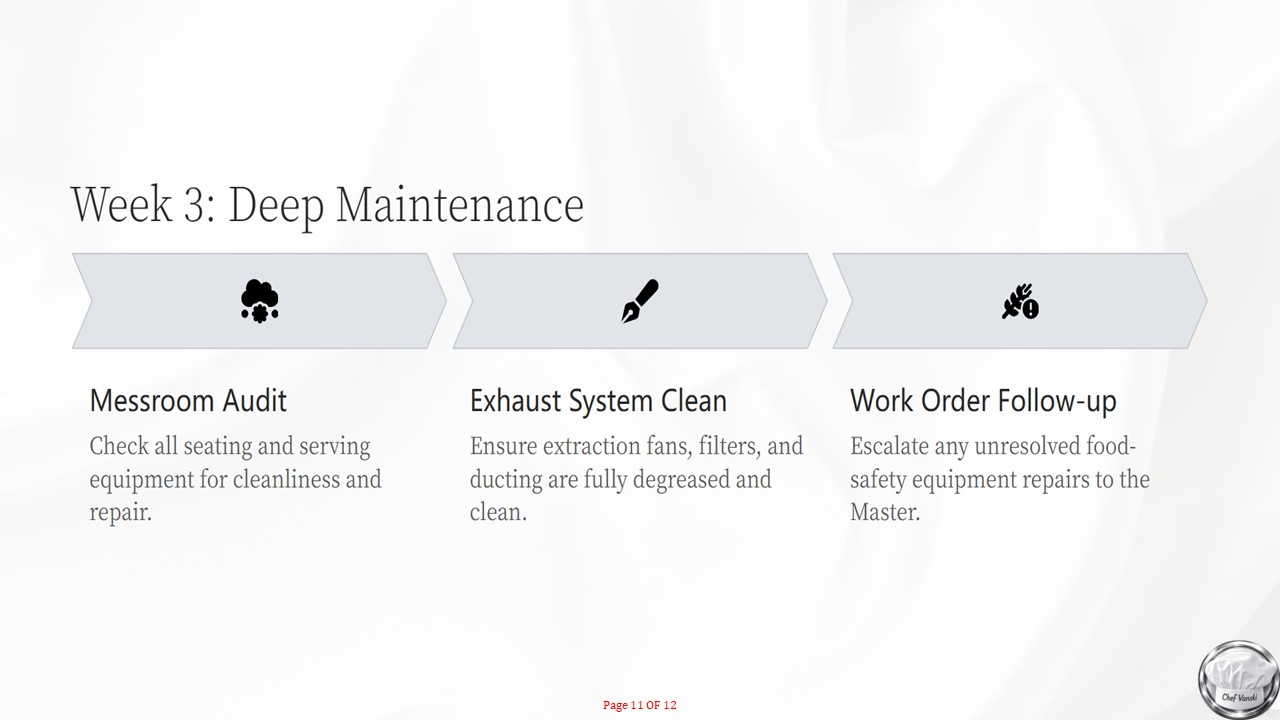 Week 3: Deep Maintenance
Messroom Audit
Check all seating and serving
equipment for cleanliness and
repair.
Exhaust System Clean
Ensure extraction fans, filters, and
ducting are fully degreased and
clean.
Work Order Follow-up
Escalate any unresolved food-
safety equipment repairs to the
Master.
Page 11 OF 12
Chef Vanski